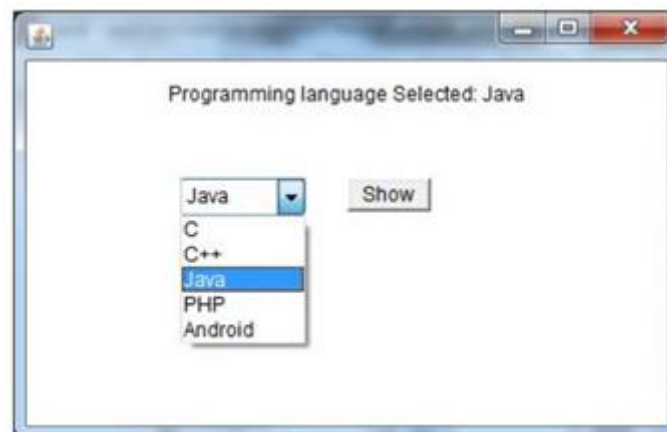 Programming language Selected: Java
Java
Show
C
C++
Java
PHP
Android